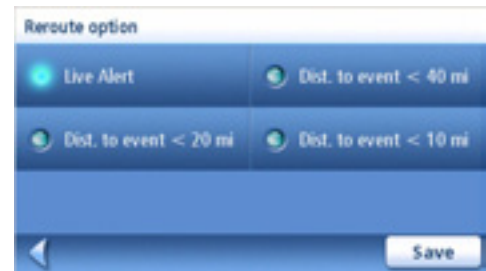 Reroute option
Live Alert
Dist. to event < 40 mi
Dist. to event < 20 mi
Dist. to event < 10 mi
Save